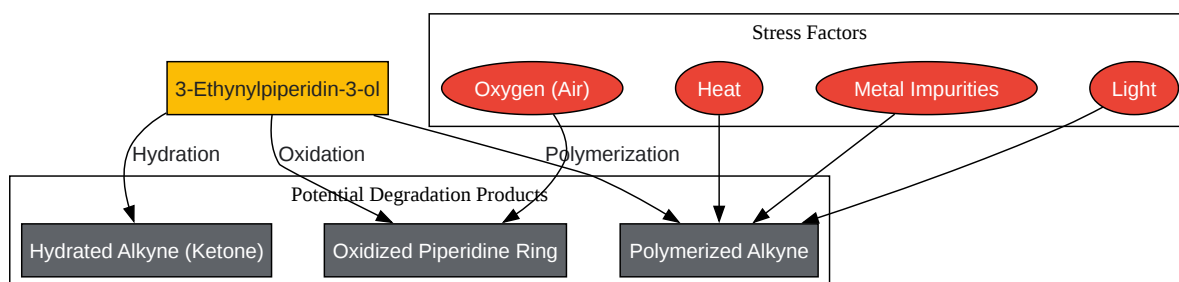 Stress Factors
3-Ethynylpiperidin-3-ol
Oxygen (Air)
Heat
Metal Impurities
Light
Hydration
Oxidation
Polymerization
Potential Degradation Products
Hydrated Alkyne (Ketone)
Oxidized Piperidine Ring
Polymerized Alkyne